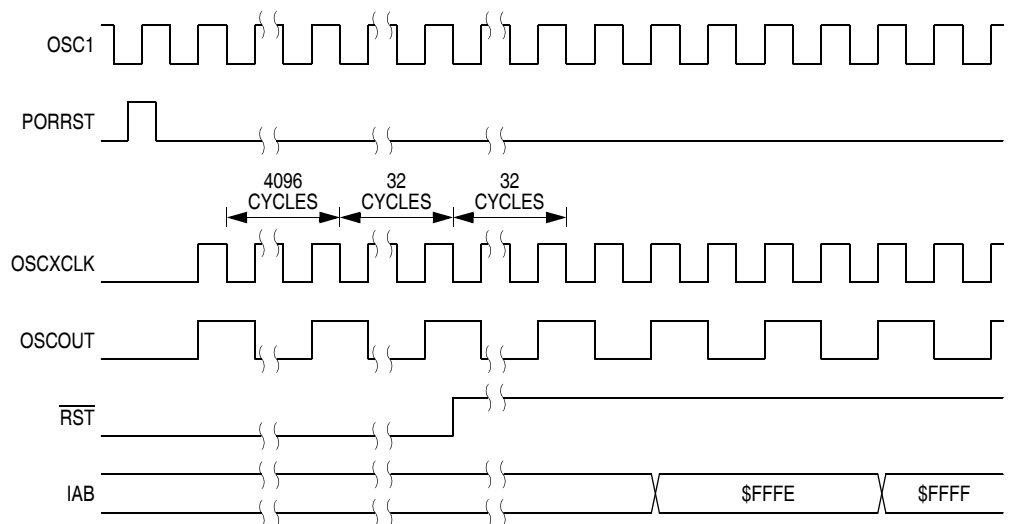 OSC1
PORRST
4096
CYCLES
32
CYCLES
32
CYCLES
OSCXCLK
OSCOUT
RST
IAB
$FFFE
$FFFF